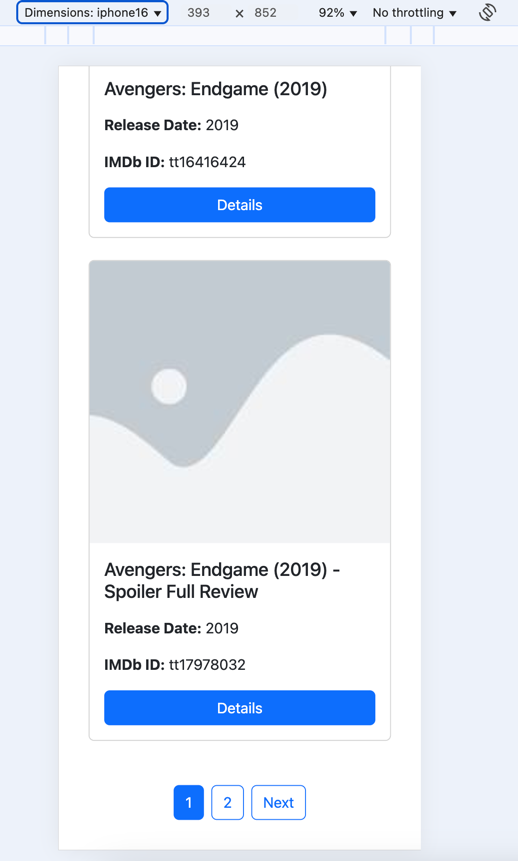 Dimensions: iphone16 ▼ 393 × 852 92% ▼ No throttling ▼
Avengers: Endgame (2019)
Release Date: 2019
IMDb ID: tt16416424
Details
Avengers: Endgame (2019) -
Spoiler Full Review
Release Date: 2019
IMDb ID: tt17978032
Details
1 2 Next